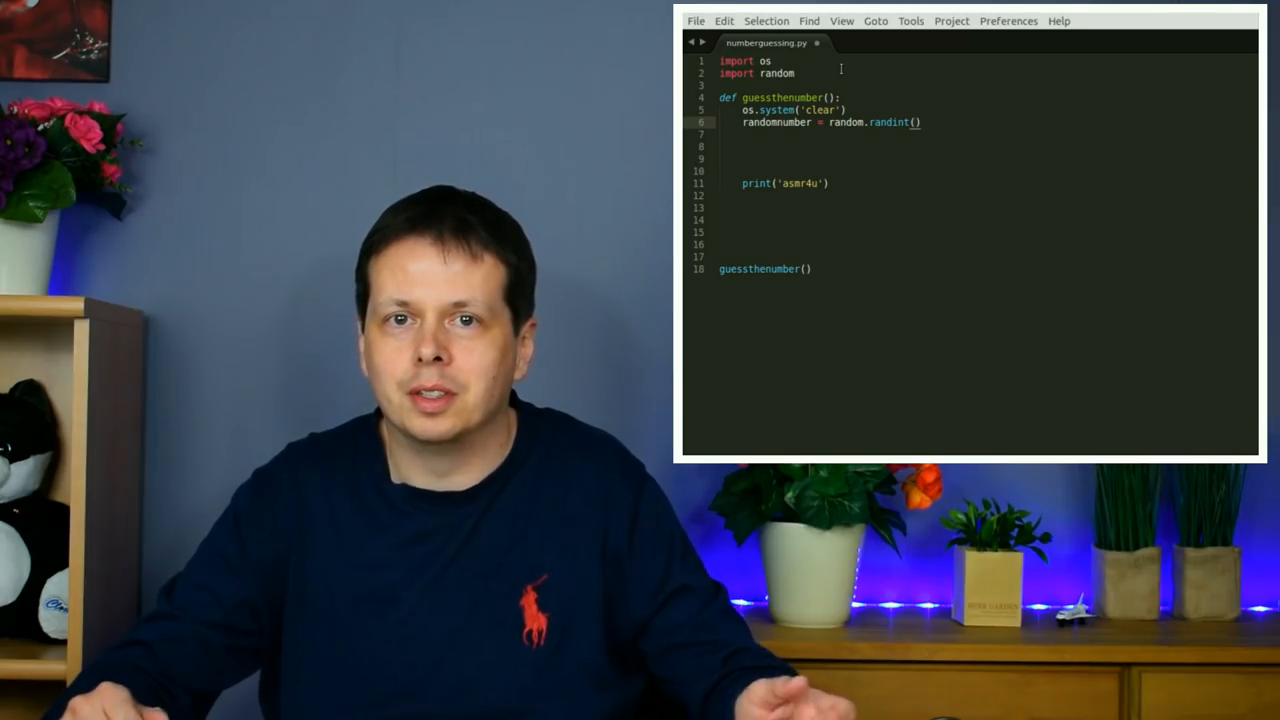 File Edit Selection Find View Goto Tools Project Preferences Help
numberguessing.py
1 import os
2 import random
3
4 def guessthenumber():
5 os.system('clear')
6 randomnumber = random.randint()
7
8
9
10
11 print('asmr4u')
12
13
14
15
16
17
18 guessthenumber()
HERB GARDEN